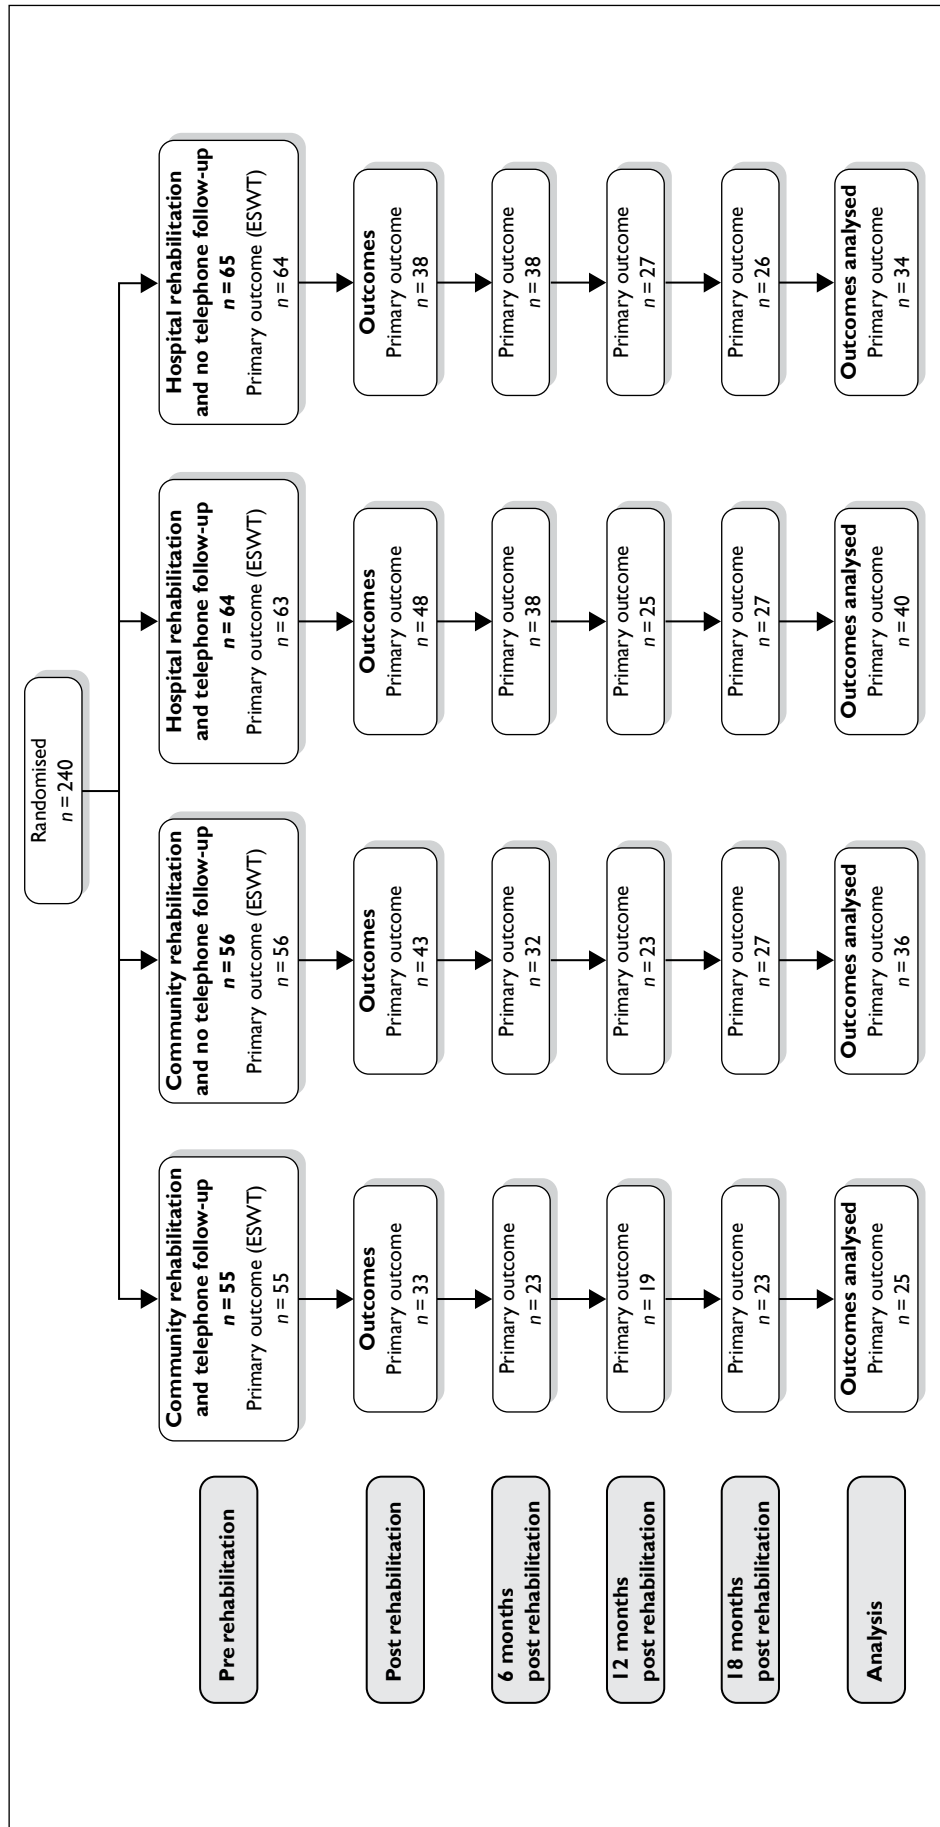 Randomised
n = 240
Pre rehabilitation
Community rehabilitation
and telephone follow-up
n = 55
Primary outcome (ESWT)
n = 55
Community rehabilitation
and no telephone follow-up
n = 56
Primary outcome (ESWT)
n = 56
Hospital rehabilitation
and telephone follow-up
n = 64
Primary outcome (ESWT)
n = 63
Hospital rehabilitation
and no telephone follow-up
n = 65
Primary outcome (ESWT)
n = 64
Post rehabilitation
Outcomes
Primary outcome
n = 33
Outcomes
Primary outcome
n = 43
Outcomes
Primary outcome
n = 48
Outcomes
Primary outcome
n = 38
6 months
post rehabilitation
Primary outcome
n = 23
Primary outcome
n = 32
Primary outcome
n = 38
Primary outcome
n = 38
12 months
post rehabilitation
Primary outcome
n = 19
Primary outcome
n = 23
Primary outcome
n = 25
Primary outcome
n = 27
18 months
post rehabilitation
Primary outcome
n = 23
Primary outcome
n = 27
Primary outcome
n = 27
Primary outcome
n = 26
Analysis
Outcomes analysed
Primary outcome
n = 25
Outcomes analysed
Primary outcome
n = 36
Outcomes analysed
Primary outcome
n = 40
Outcomes analysed
Primary outcome
n = 34